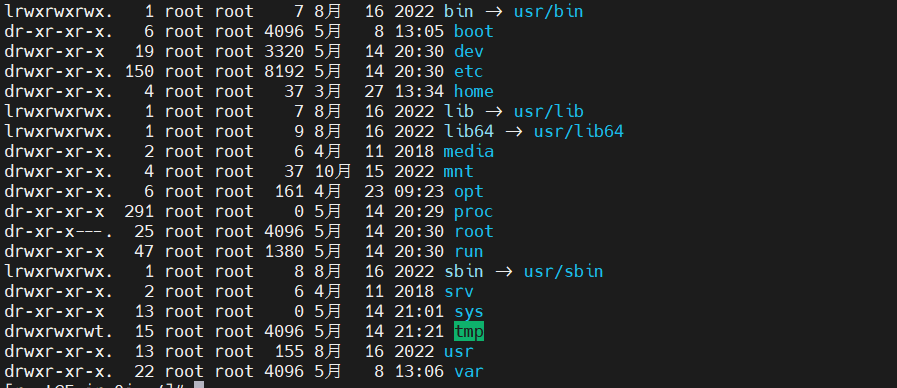 lrwxrwxrwx.   1 root root    7 8月  16 2022 bin -> usr/bin
dr-xr-xr-x.   6 root root 4096 5月   8 13:05 boot
drwxr-xr-x   19 root root 3320 5月  14 20:30 dev
drwxr-xr-x. 150 root root 8192 5月  14 20:30 etc
drwxr-xr-x.   4 root root   37 3月  27 13:34 home
lrwxrwxrwx.   1 root root    7 8月  16 2022 lib -> usr/lib
lrwxrwxrwx.   1 root root    9 8月  16 2022 lib64 -> usr/lib64
drwxr-xr-x.   2 root root    6 4月  11 2018 media
drwxr-xr-x.   4 root root   37 10月 15 2022 mnt
drwxr-xr-x.   6 root root  161 4月  23 09:23 opt
dr-xr-xr-x  291 root root    0 5月  14 20:29 proc
dr-xr-x---.  25 root root 4096 5月  14 20:30 root
drwxr-xr-x   47 root root 1380 5月  14 20:30 run
lrwxrwxrwx.   1 root root    8 8月  16 2022 sbin -> usr/sbin
drwxr-xr-x.   2 root root    6 4月  11 2018 srv
dr-xr-xr-x   13 root root    0 5月  14 21:01 sys
drwxrwxrwt.  15 root root 4096 5月  14 21:21 tmp
drwxr-xr-x.  13 root root  155 8月  16 2022 usr
drwxr-xr-x.  22 root root 4096 5月   8 13:06 var